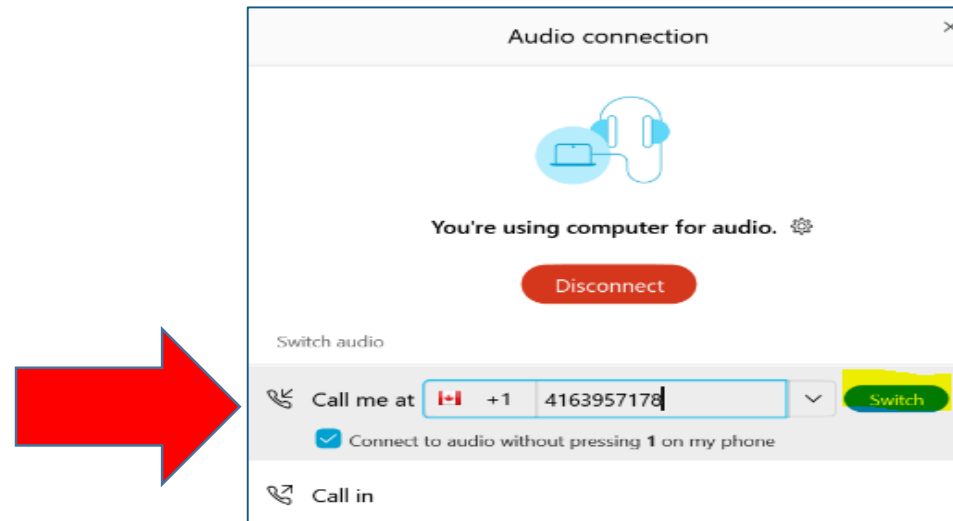 Audio connection
You're using computer for audio.
Disconnect
Switch audio
Call me at +1 4163957178 Switch
Connect to audio without pressing 1 on my phone
Call in